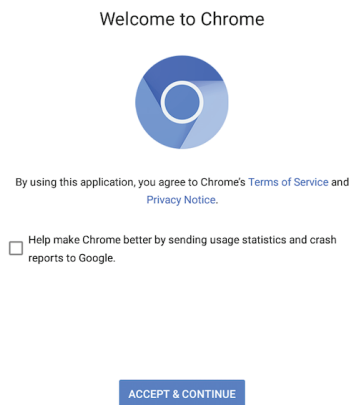 Welcome to Chrome
By using this application, you agree to Chrome's Terms of Service and
Privacy Notice.
Help make Chrome better by sending usage statistics and crash
reports to Google.
ACCEPT & CONTINUE